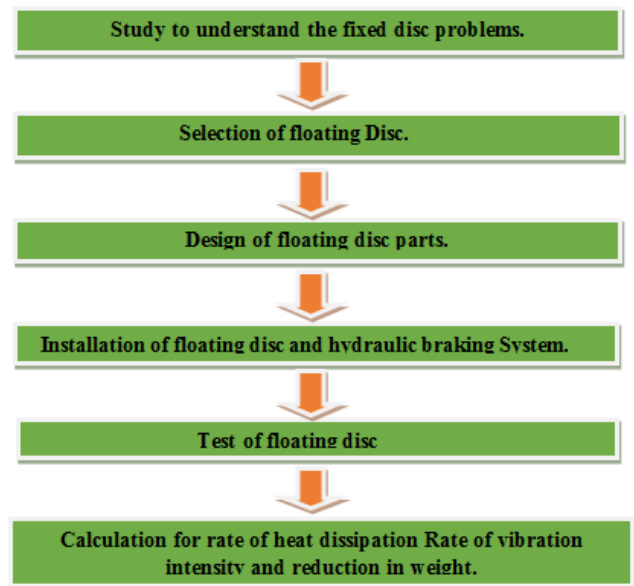 Study to understand the fixed disc problems.
Selection of floating Disc.
Design of floating disc parts.
Installation of floating disc and hydraulic braking System.
Test of floating disc
Calculation for rate of heat dissipation Rate of vibration
intensity and reduction in weight.